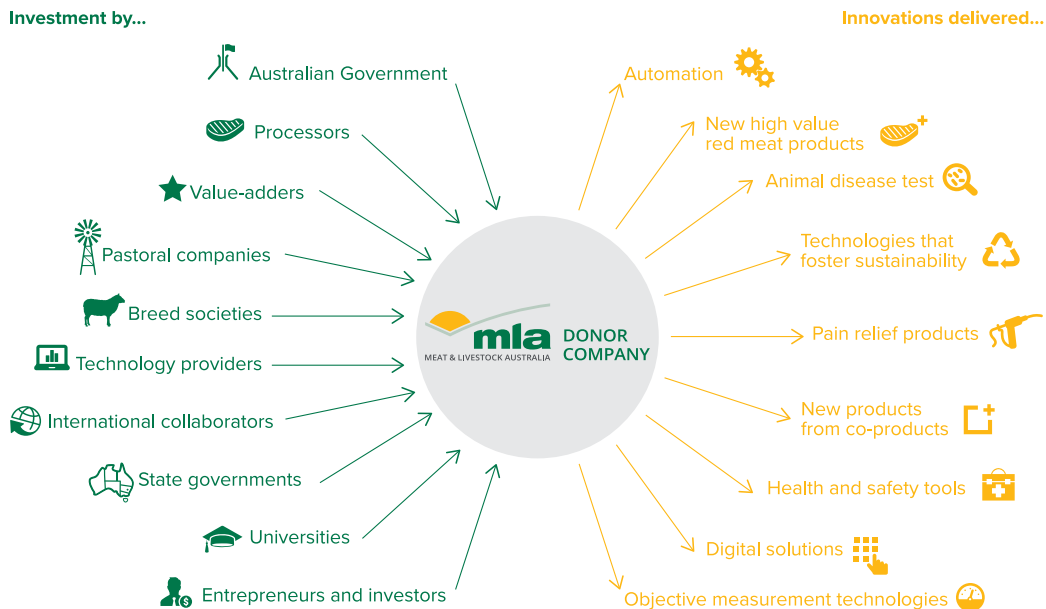 Investment by...
Innovations delivered...
Australian Government
Processors
Value-adders
Pastoral companies
Breed societies
Technology providers
International collaborators
State governments
Universities
Entrepreneurs and investors
mla
MEAT & LIVESTOCK AUSTRALIA
DONOR
COMPANY
Automation
New high value
red meat products
Animal disease test
Technologies that
foster sustainability
Pain relief products
New products
from co-products
Health and safety tools
Digital solutions
Objective measurement technologies